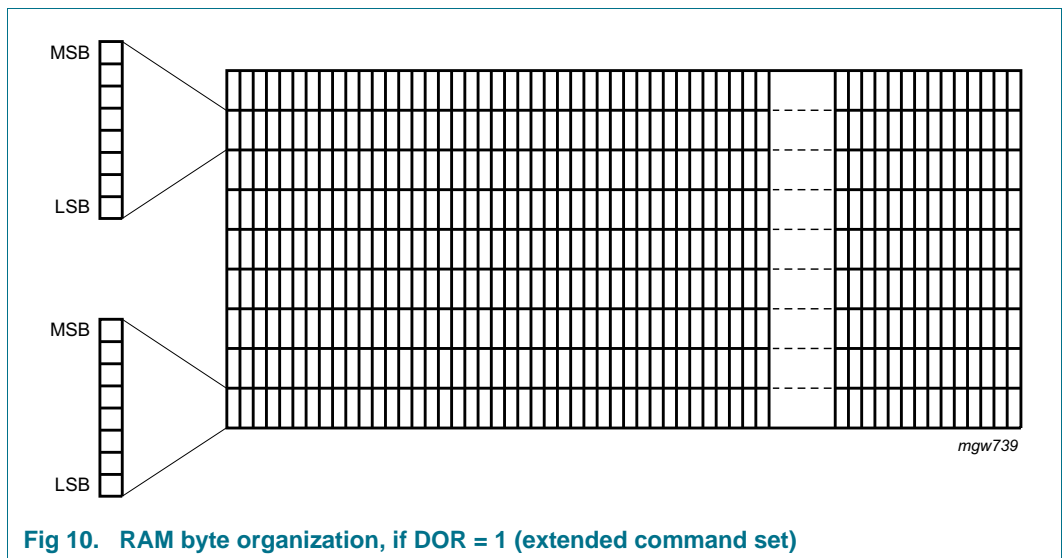 MSB
LSB
MSB
LSB
mgw739
Fig 10. RAM byte organization, if DOR = 1 (extended command set)